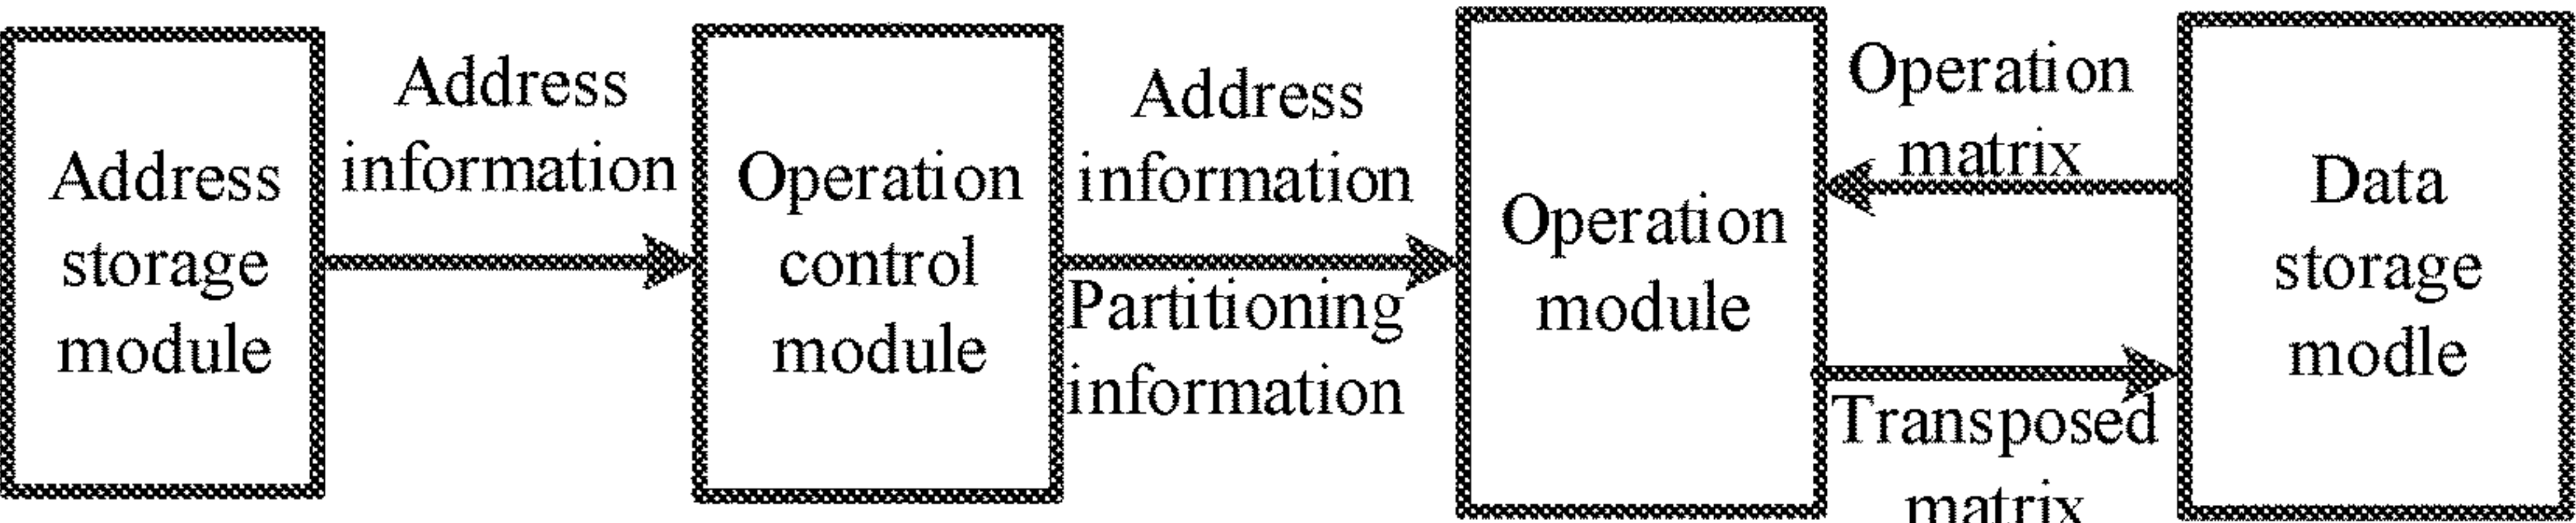 Address
storage
module
Address
information
Operation
control
module
Address
information
Partitioning
information
Operation
module
Operation
matrix
Transposed
matrix
Data
storage
modle